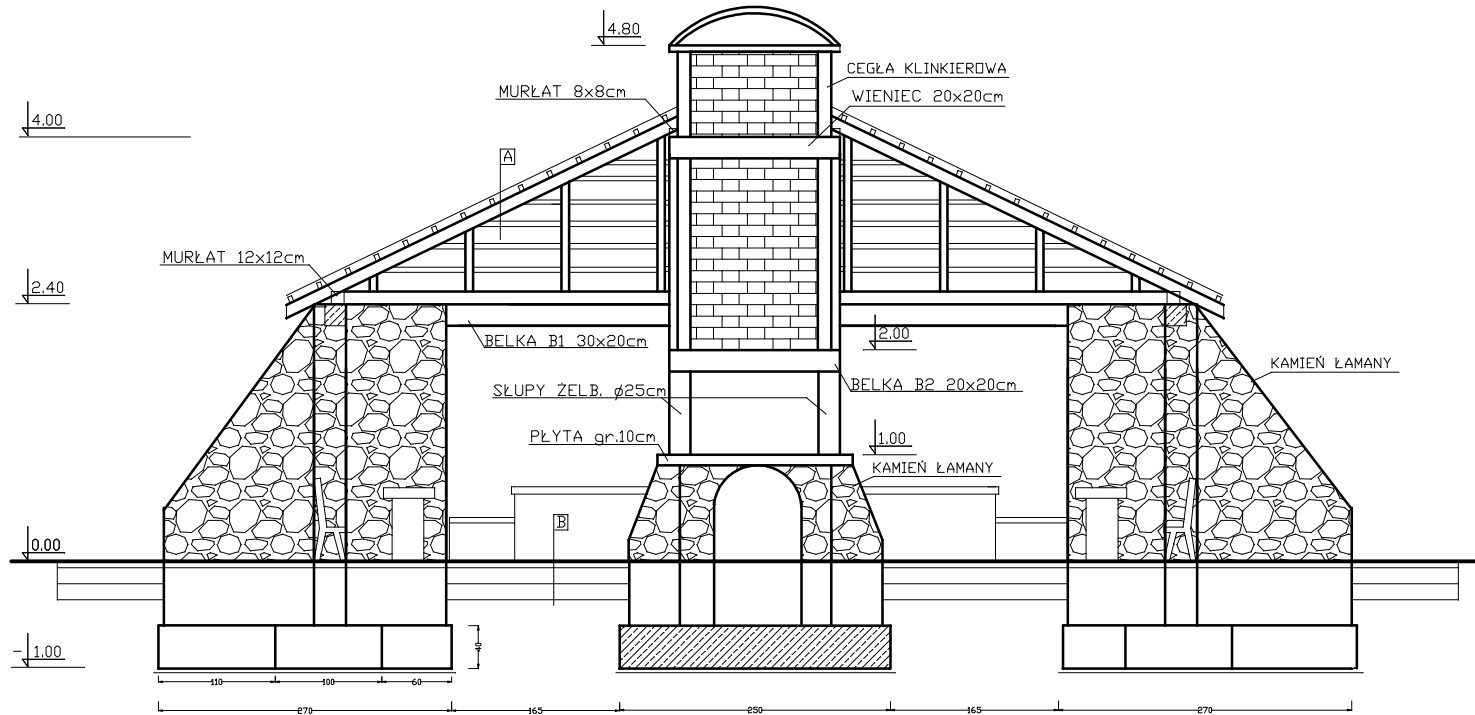 4.80
CEGŁA KLINKIEROWA
MURŁAT 8x8cm
WIENIEC 20x20cm
4.00
A
MURŁAT 12x12cm
2.40
BELKA B1 30x20cm
2.00
KAMIEŃ ŁAMANY
SŁUPY ŻELB. ø25cm
BELKA B2 20x20cm
PŁYTA gr.10cm
1.00
KAMIEŃ ŁAMANY
B
0.00
- 1.00
40
110 100 60
270 165 250 165 270